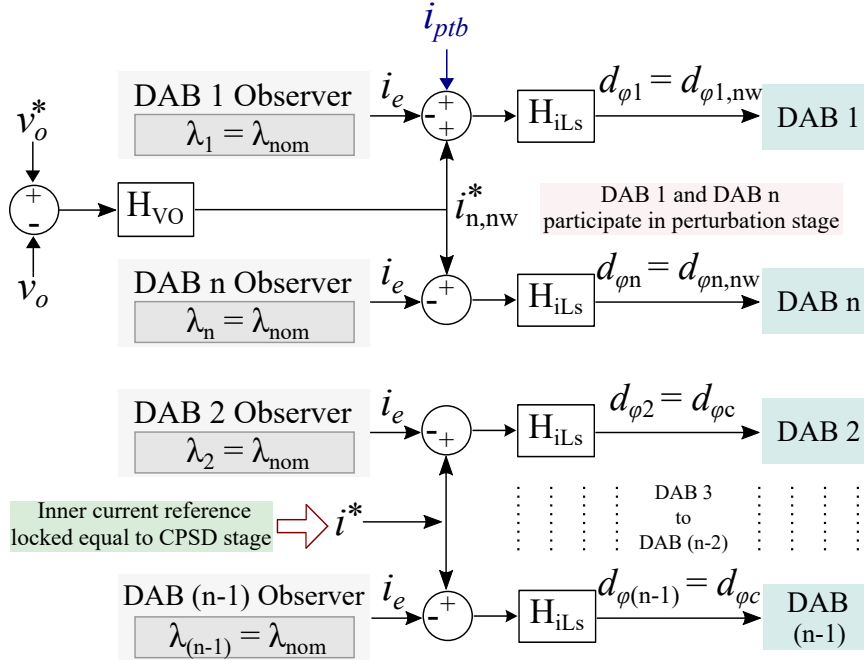 i_ptb
DAB 1 Observer
λ_1 = λ_nom
i_e
-
+
+
H_iLs
d_φ1 = d_φ1,nw
DAB 1
v_o^*
+
-
v_o
H_VO
i_n,nw^*
DAB 1 and DAB n
participate in perturbation stage
DAB n Observer
λ_n = λ_nom
i_e
-
+
H_iLs
d_φn = d_φn,nw
DAB n
DAB 2 Observer
λ_2 = λ_nom
i_e
-
+
H_iLs
d_φ2 = d_φc
DAB 2
Inner current reference
locked equal to CPSD stage
i^*
DAB 3
to
DAB (n-2)
DAB (n-1) Observer
λ_(n-1) = λ_nom
i_e
-
+
H_iLs
d_φ(n-1) = d_φc
DAB
(n-1)